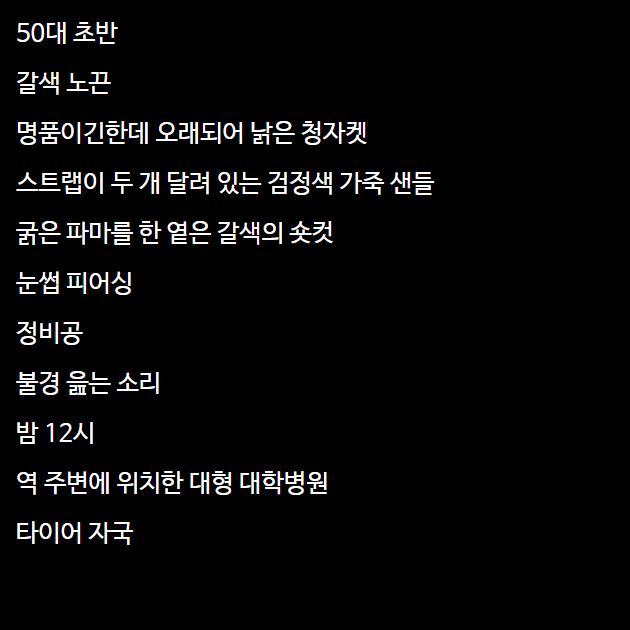 50대 초반
갈색 노끈
명품이긴한데 오래되어 낡은 청자켓
스트랩이 두 개 달려 있는 검정색 가죽 샌들
굵은 파마를 한 옅은 갈색의 숏컷
눈썹 피어싱
정비공
불경 읊는 소리
밤 12시
역 주변에 위치한 대형 대학병원
타이어 자국